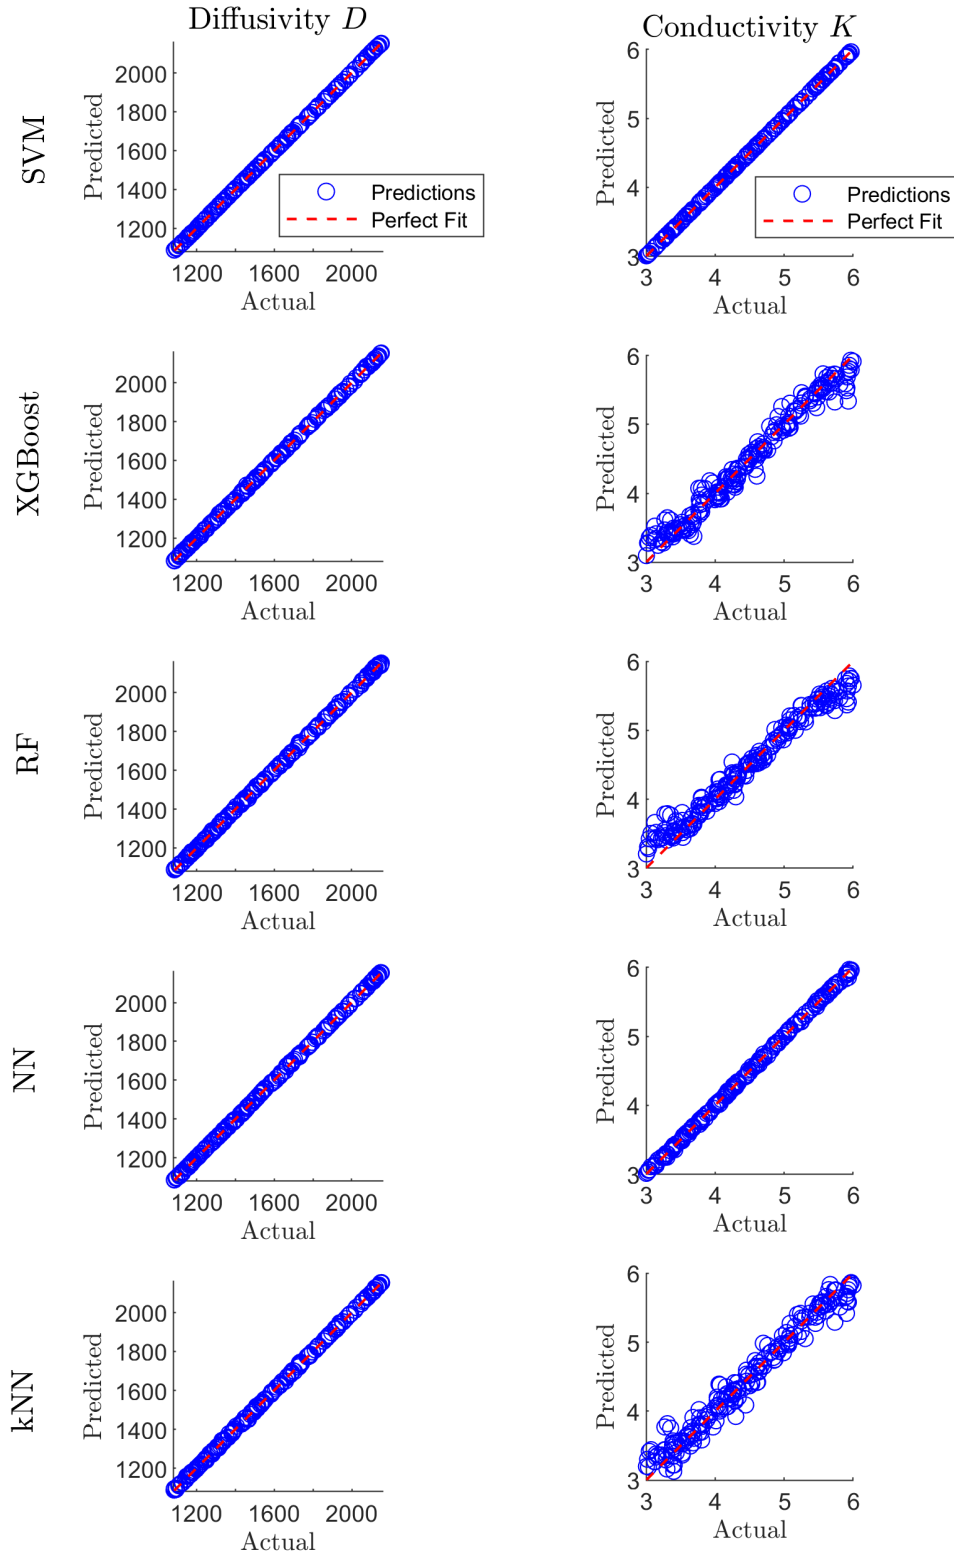 Diffusivity D
Conductivity K
SVM
Predicted
2000
1800
1600
1400
1200
1200 1600 2000
Actual
Predictions
Perfect Fit
Predicted
6
5
4
3
3 4 5 6
Actual
Predictions
Perfect Fit
XGBoost
Predicted
2000
1800
1600
1400
1200
1200 1600 2000
Actual
Predicted
6
5
4
3
3 4 5 6
Actual
RF
Predicted
2000
1800
1600
1400
1200
1200 1600 2000
Actual
Predicted
6
5
4
3
3 4 5 6
Actual
NN
Predicted
2000
1800
1600
1400
1200
1200 1600 2000
Actual
Predicted
6
5
4
3
3 4 5 6
Actual
kNN
Predicted
2000
1800
1600
1400
1200
1200 1600 2000
Actual
Predicted
6
5
4
3
3 4 5 6
Actual